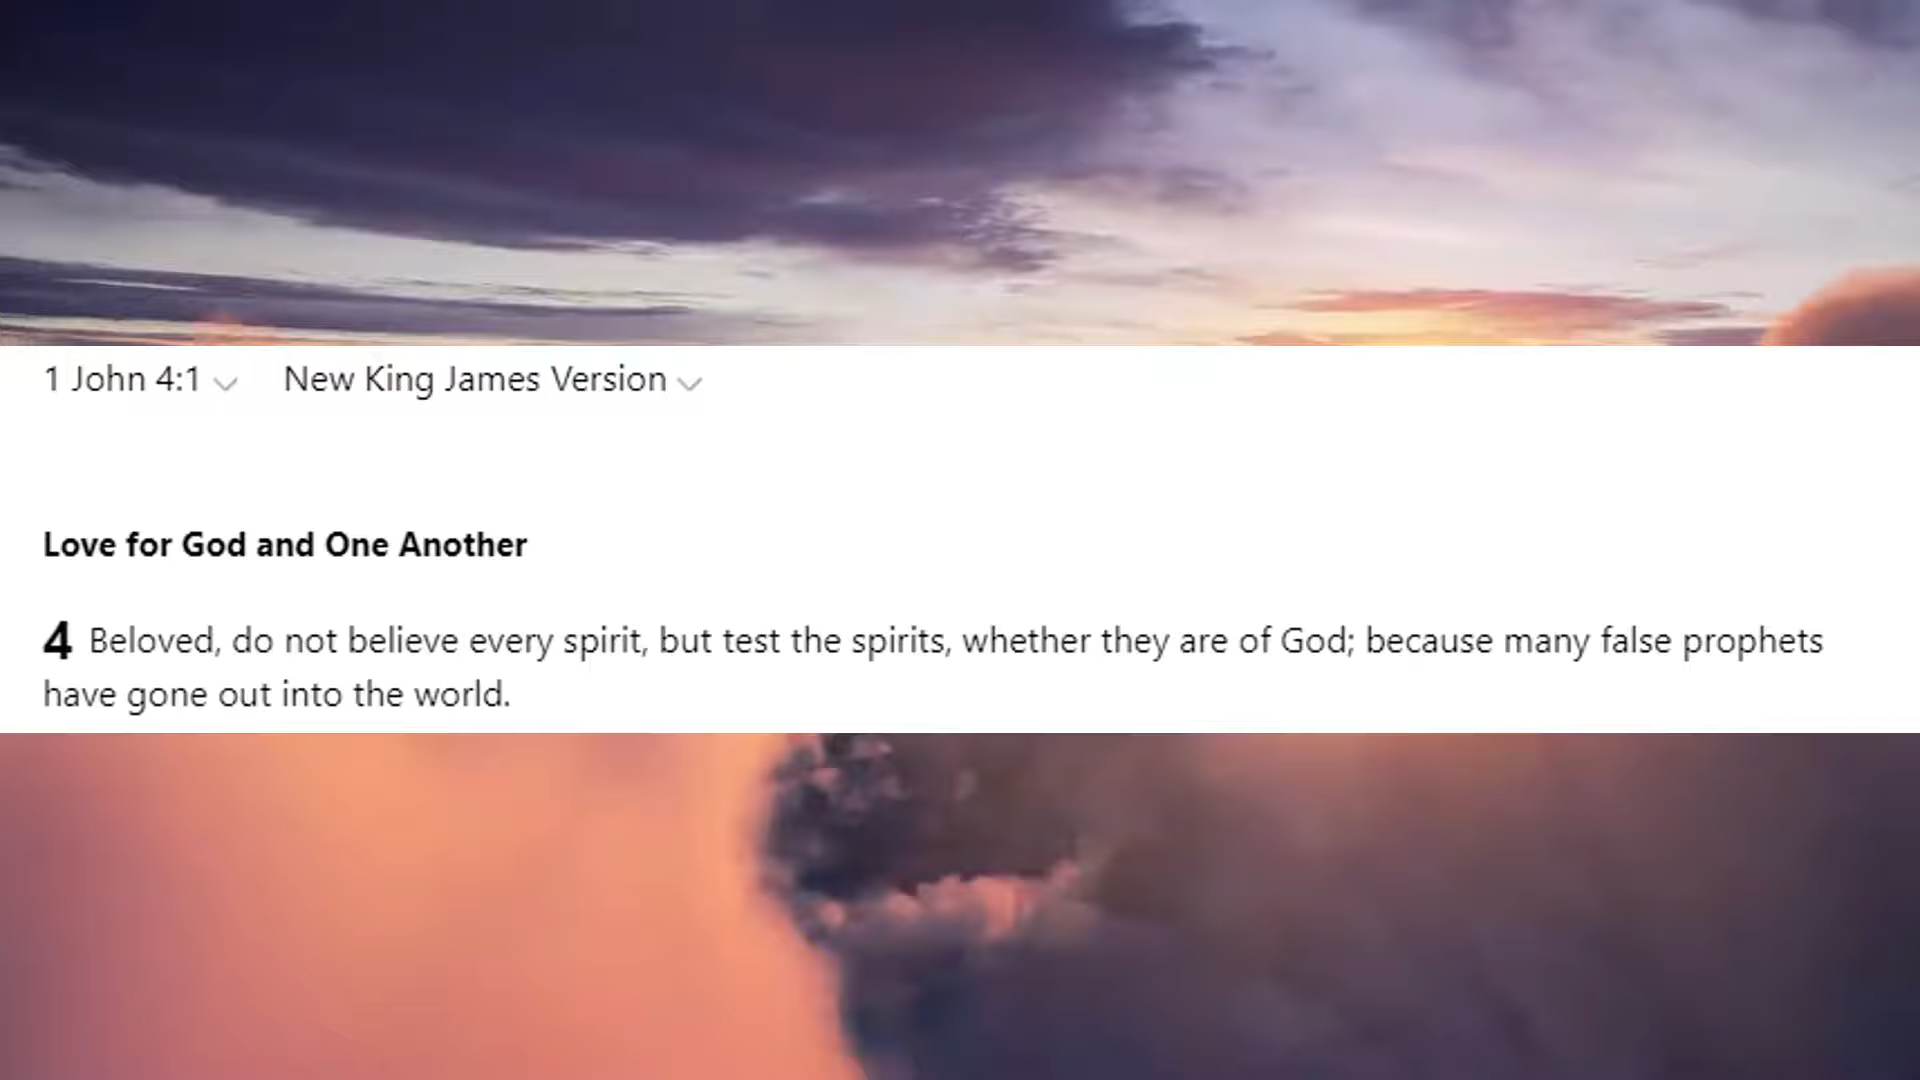 1 John 4:1 New King James Version
Love for God and One Another
4 Beloved, do not believe every spirit, but test the spirits, whether they are of God; because many false prophets
have gone out into the world.